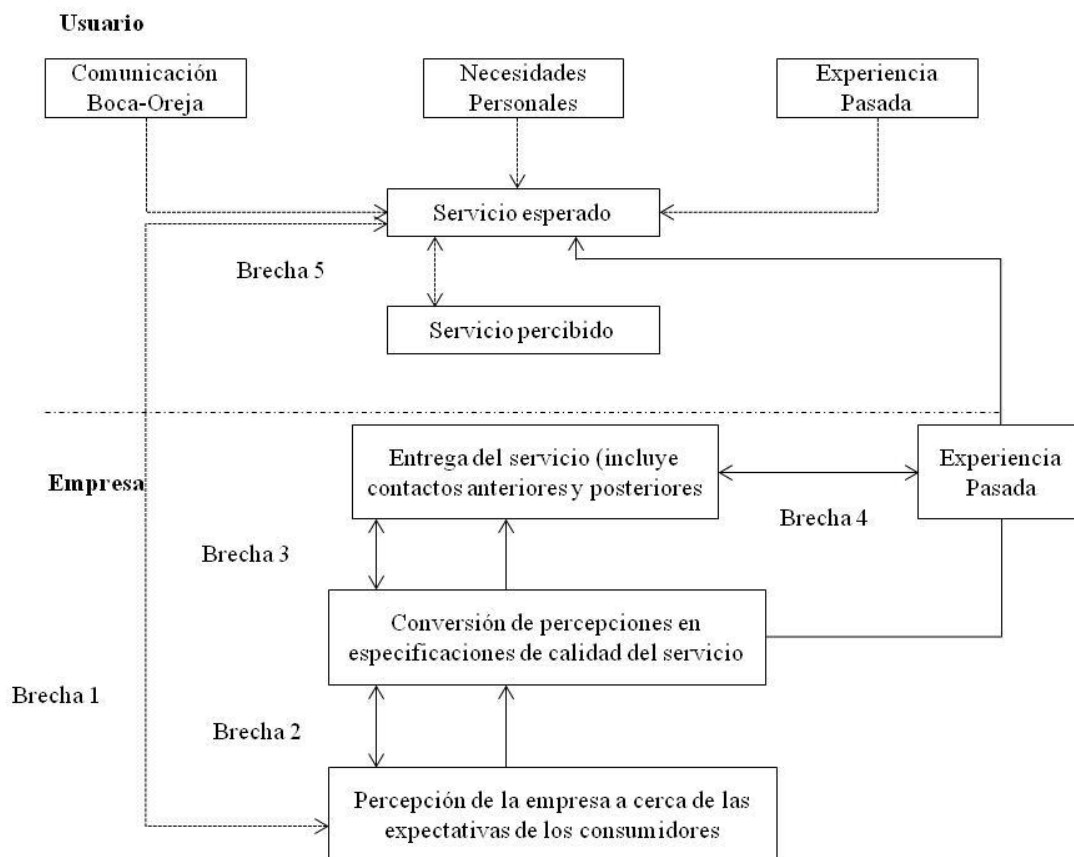 Usuario
Comunicación
Boca-Oreja
Necesidades
Personales
Experiencia
Pasada
Servicio esperado
Brecha 5
Servicio percibido
Empresa
Entrega del servicio (incluye
contactos anteriores y posteriores
Experiencia
Pasada
Brecha 4
Brecha 3
Conversión de percepciones en
especificaciones de calidad del servicio
Brecha 1
Brecha 2
Percepción de la empresa a cerca de las
expectativas de los consumidores